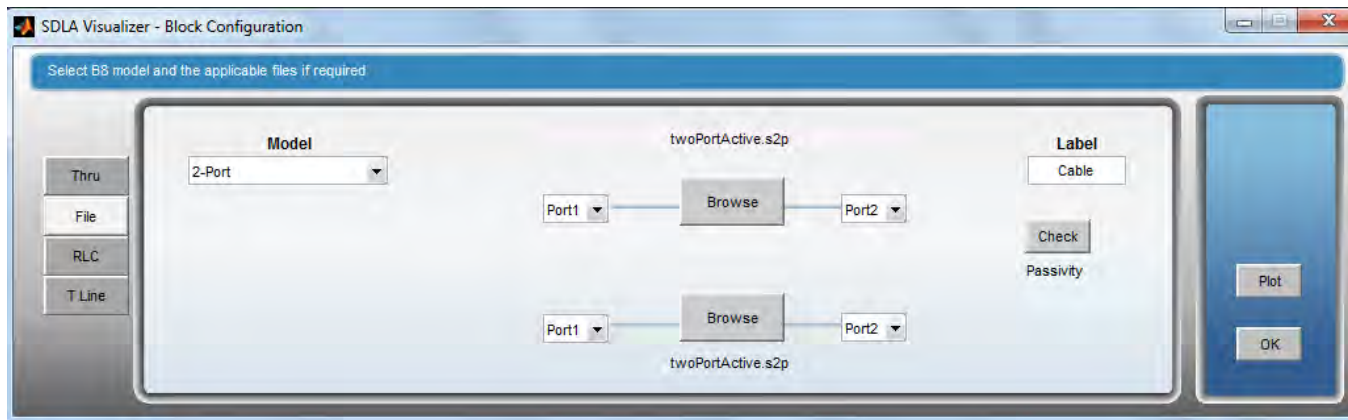 SDLA Visualizer - Block Configuration
Select B8 model and the applicable files if required
Thru
File
RLC
T Line
Model
2-Port
twoPortActive.s2p
Port1
Browse
Port2
Port1
Browse
Port2
twoPortActive.s2p
Label
Cable
Check
Passivity
Plot
OK